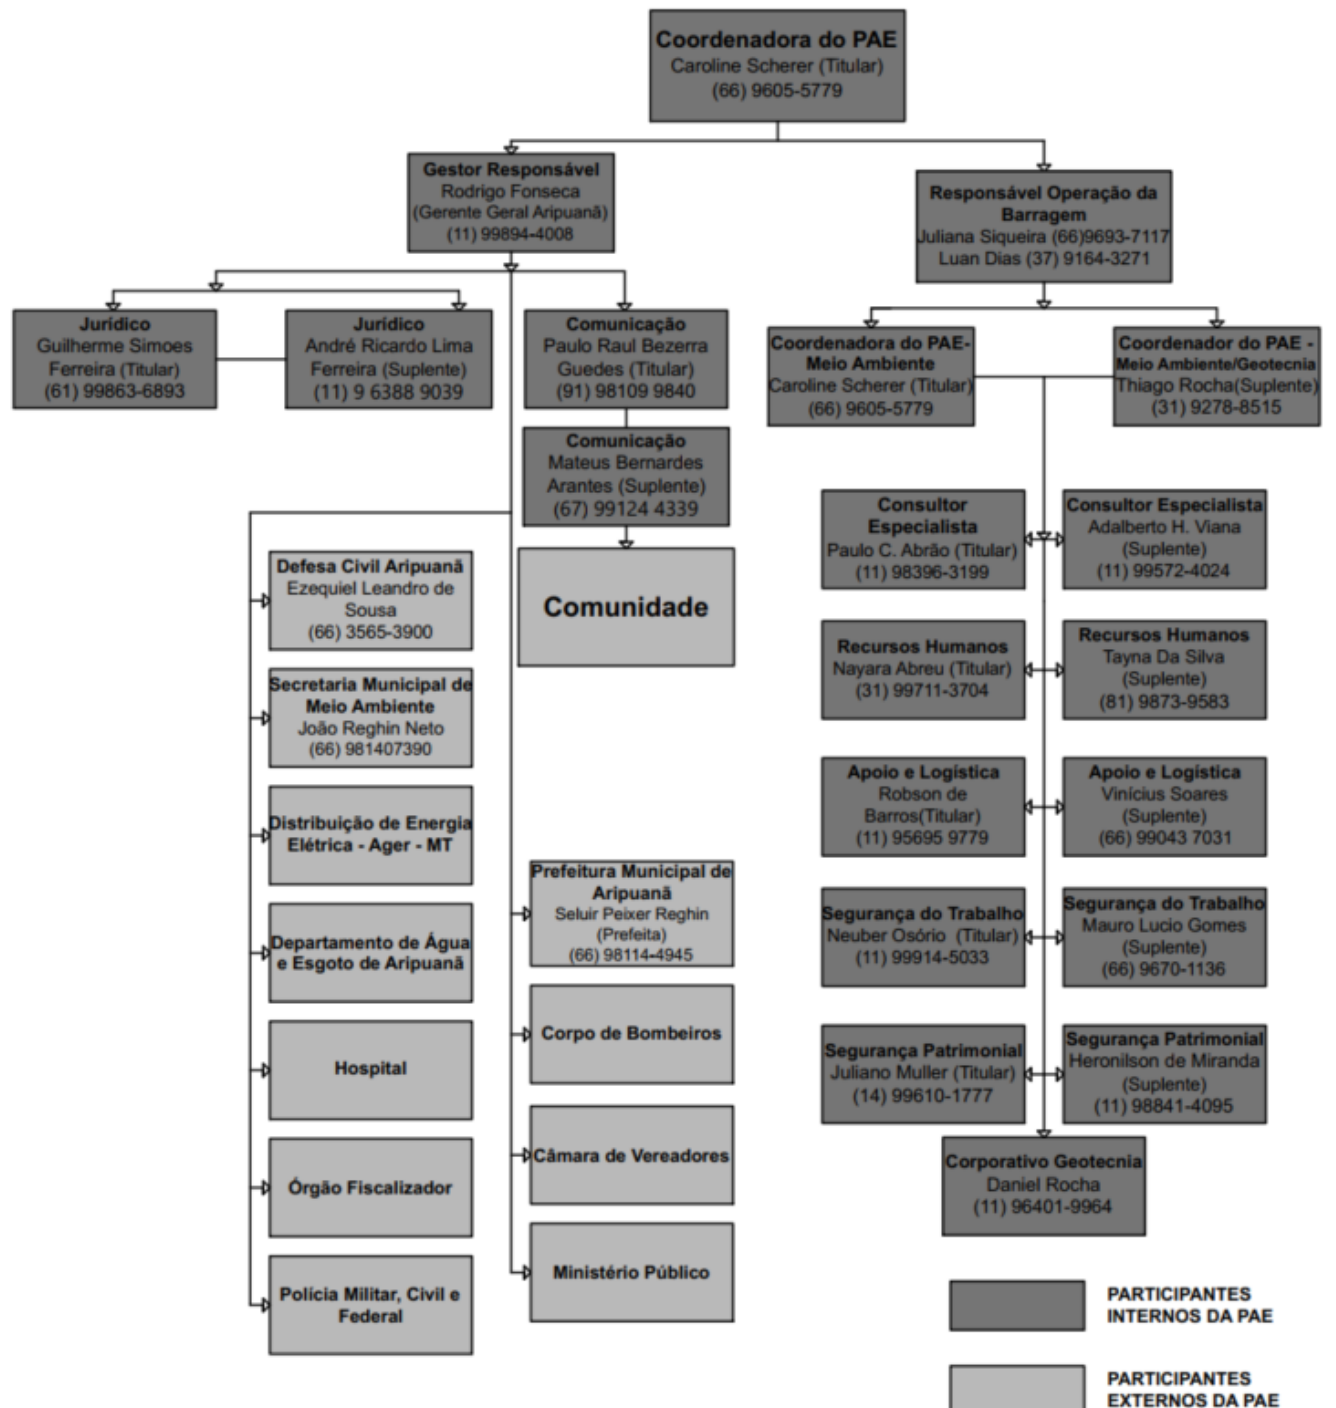 Coordenadora do PAE
Caroline Scherer (Titular)
(66) 9605-5779
Gestor Responsável
Rodrigo Fonseca
(Gerente Geral Aripuanã)
(11) 99894-4008
Responsável Operação da
Barragem
Juliana Siqueira (66)9693-7117
Luan Dias (37) 9164-3271
Jurídico
Guilherme Simoes
Ferreira (Titular)
(61) 99863-6893
Jurídico
André Ricardo Lima
Ferreira (Suplente)
(11) 9 6388 9039
Comunicação
Paulo Raul Bezerra
Guedes (Titular)
(91) 98109 9840
Coordenadora do PAE-
Meio Ambiente
Caroline Scherer (Titular)
(66) 9605-5779
Coordenador do PAE -
Meio Ambiente/Geotecnia
Thiago Rocha(Suplente)
(31) 9278-8515
Comunicação
Mateus Bernardes
Arantes (Suplente)
(67) 99124 4339
Comunidade
Defesa Civil Aripuanã
Ezequiel Leandro de
Sousa
(66) 3565-3900
Secretaria Municipal de
Meio Ambiente
João Reghin Neto
(66) 981407390
Distribuição de Energia
Elétrica - Ager - MT
Departamento de Água
e Esgoto de Aripuanã
Hospital
Órgão Fiscalizador
Polícia Militar, Civil e
Federal
Prefeitura Municipal de
Aripuanã
Seluir Peixer Reghin
(Prefeita)
(66) 98114-4945
Corpo de Bombeiros
Câmara de Vereadores
Ministério Público
Consultor
Especialista
Paulo C. Abrão (Titular)
(11) 98396-3199
Consultor Especialista
Adalberto H. Viana
(Suplente)
(11) 99572-4024
Recursos Humanos
Nayara Abreu (Titular)
(31) 99711-3704
Recursos Humanos
Tayna Da Silva
(Suplente)
(81) 9873-9583
Apoio e Logística
Robson de
Barros(Titular)
(11) 95695 9779
Apoio e Logística
Vinícius Soares
(Suplente)
(66) 99043 7031
Segurança do Trabalho
Neuber Osório (Titular)
(11) 99914-5033
Segurança do Trabalho
Mauro Lucio Gomes
(Suplente)
(66) 9670-1136
Segurança Patrimonial
Juliano Muller (Titular)
(14) 99610-1777
Segurança Patrimonial
Heronilson de Miranda
(Suplente)
(11) 98841-4095
Corporativo Geotecnia
Daniel Rocha
(11) 96401-9964
PARTICIPANTES
INTERNOS DA PAE
PARTICIPANTES
EXTERNOS DA PAE